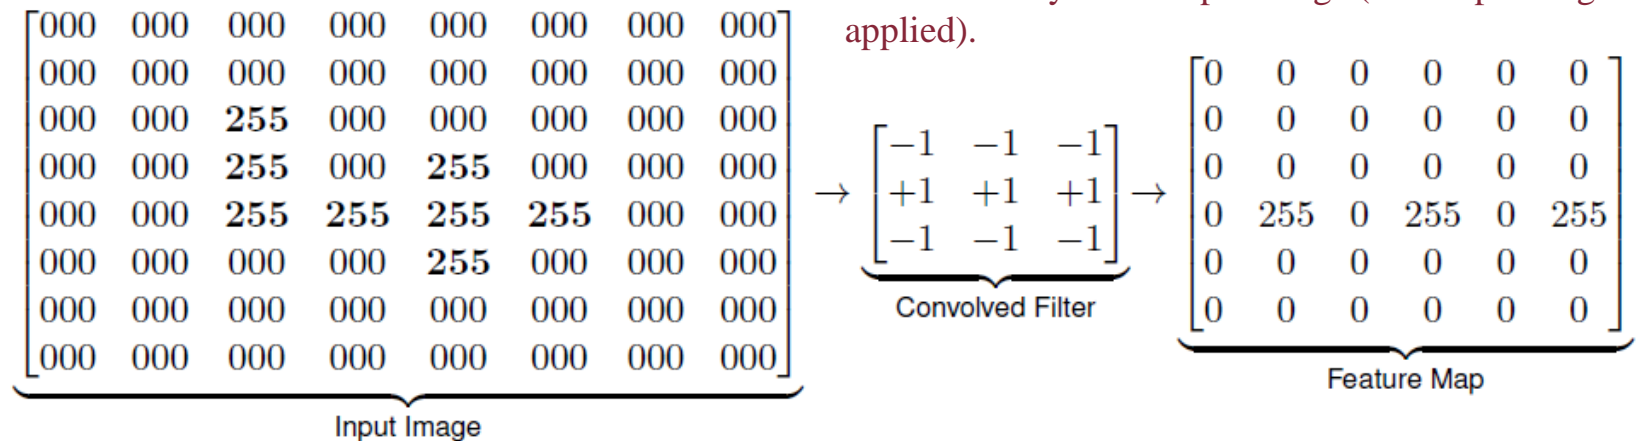 applied).
000 000 000 000 000 000 000 000
000 000 000 000 000 000 000 000
000 000 255 000 000 000 000 000
000 000 255 000 255 000 000 000
000 000 255 255 255 255 000 000
000 000 000 000 255 000 000 000
000 000 000 000 000 000 000 000
000 000 000 000 000 000 000 000
Input Image
→
−1 −1 −1
+1 +1 +1
−1 −1 −1
Convolved Filter
→
0 0 0 0 0 0
0 0 0 0 0 0
0 0 0 0 0 0
0 255 0 255 0 255
0 0 0 0 0 0
0 0 0 0 0 0
Feature Map